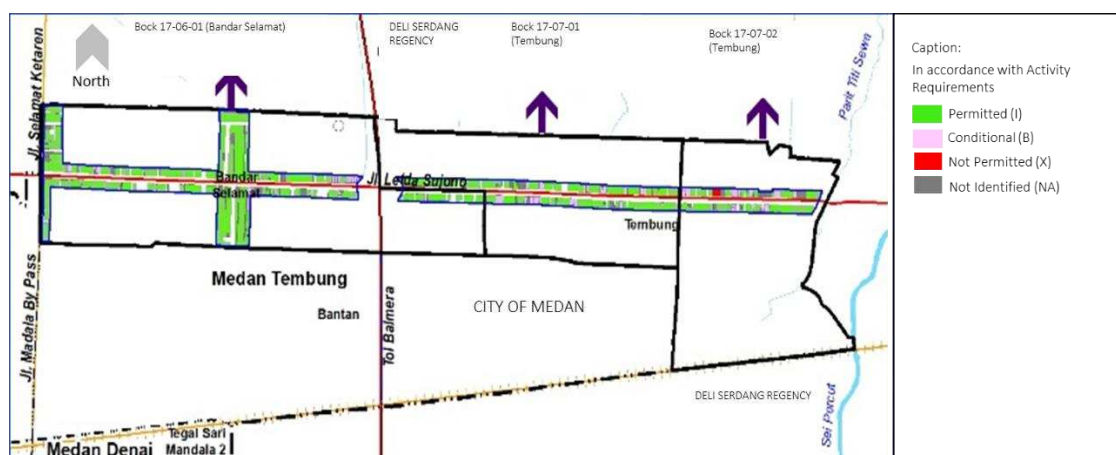 Bock 17-06-01 (Bandar Selamat)
DELI SERDANG
REGENCY
Bock 17-07-01
(Tembung)
Bock 17-07-02
(Tembung)
North
Jl. Selamat Ketaren
Parit Titi Sewa
Bandar
Selamat
Jl. Letda Sujono
Tembung
Medan Tembung
Bantan
CITY OF MEDAN
Jl. Madala By Pass
Tol Balmera
DELI SERDANG REGENCY
Sei Percut
Tegal Sari
Mandala 2
Medan Denai
Caption:
In accordance with Activity
Requirements
Permitted (I)
Conditional (B)
Not Permitted (X)
Not Identified (NA)